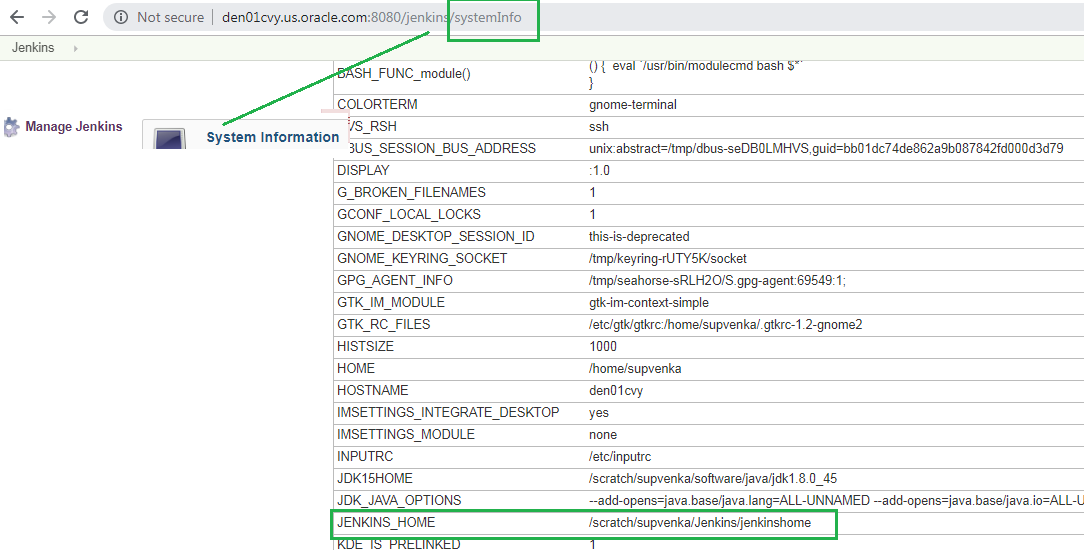 Not secure | den01cvy.us.oracle.com:8080/jenkins/systemInfo
Jenkins
BASH_FUNC_module() () { eval `/usr/bin/modulecmd bash $*`
}
COLORTERM gnome-terminal
Manage Jenkins System Information VS_RSH ssh
BUS_SESSION_BUS_ADDRESS unix:abstract=/tmp/dbus-seDB0LMHVS,guid=bb01dc74de862a9b087842fd000d3d79
DISPLAY :1.0
G_BROKEN_FILENAMES 1
GCONF_LOCAL_LOCKS 1
GNOME_DESKTOP_SESSION_ID this-is-deprecated
GNOME_KEYRING_SOCKET /tmp/keyring-rUTY5K/socket
GPG_AGENT_INFO /tmp/seahorse-sRLH2O/S.gpg-agent:69549:1;
GTK_IM_MODULE gtk-im-context-simple
GTK_RC_FILES /etc/gtk/gtkrc:/home/supvenka/.gtkrc-1.2-gnome2
HISTSIZE 1000
HOME /home/supvenka
HOSTNAME den01cvy
IMSETTINGS_INTEGRATE_DESKTOP yes
IMSETTINGS_MODULE none
INPUTRC /etc/inputrc
JDK15HOME /scratch/supvenka/software/java/jdk1.8.0_45
JDK_JAVA_OPTIONS --add-opens=java.base/java.lang=ALL-UNNAMED --add-opens=java.base/java.io=ALL-U
JENKINS_HOME /scratch/supvenka/Jenkins/jenkinshome
KDE_IS_PRELINKED 1